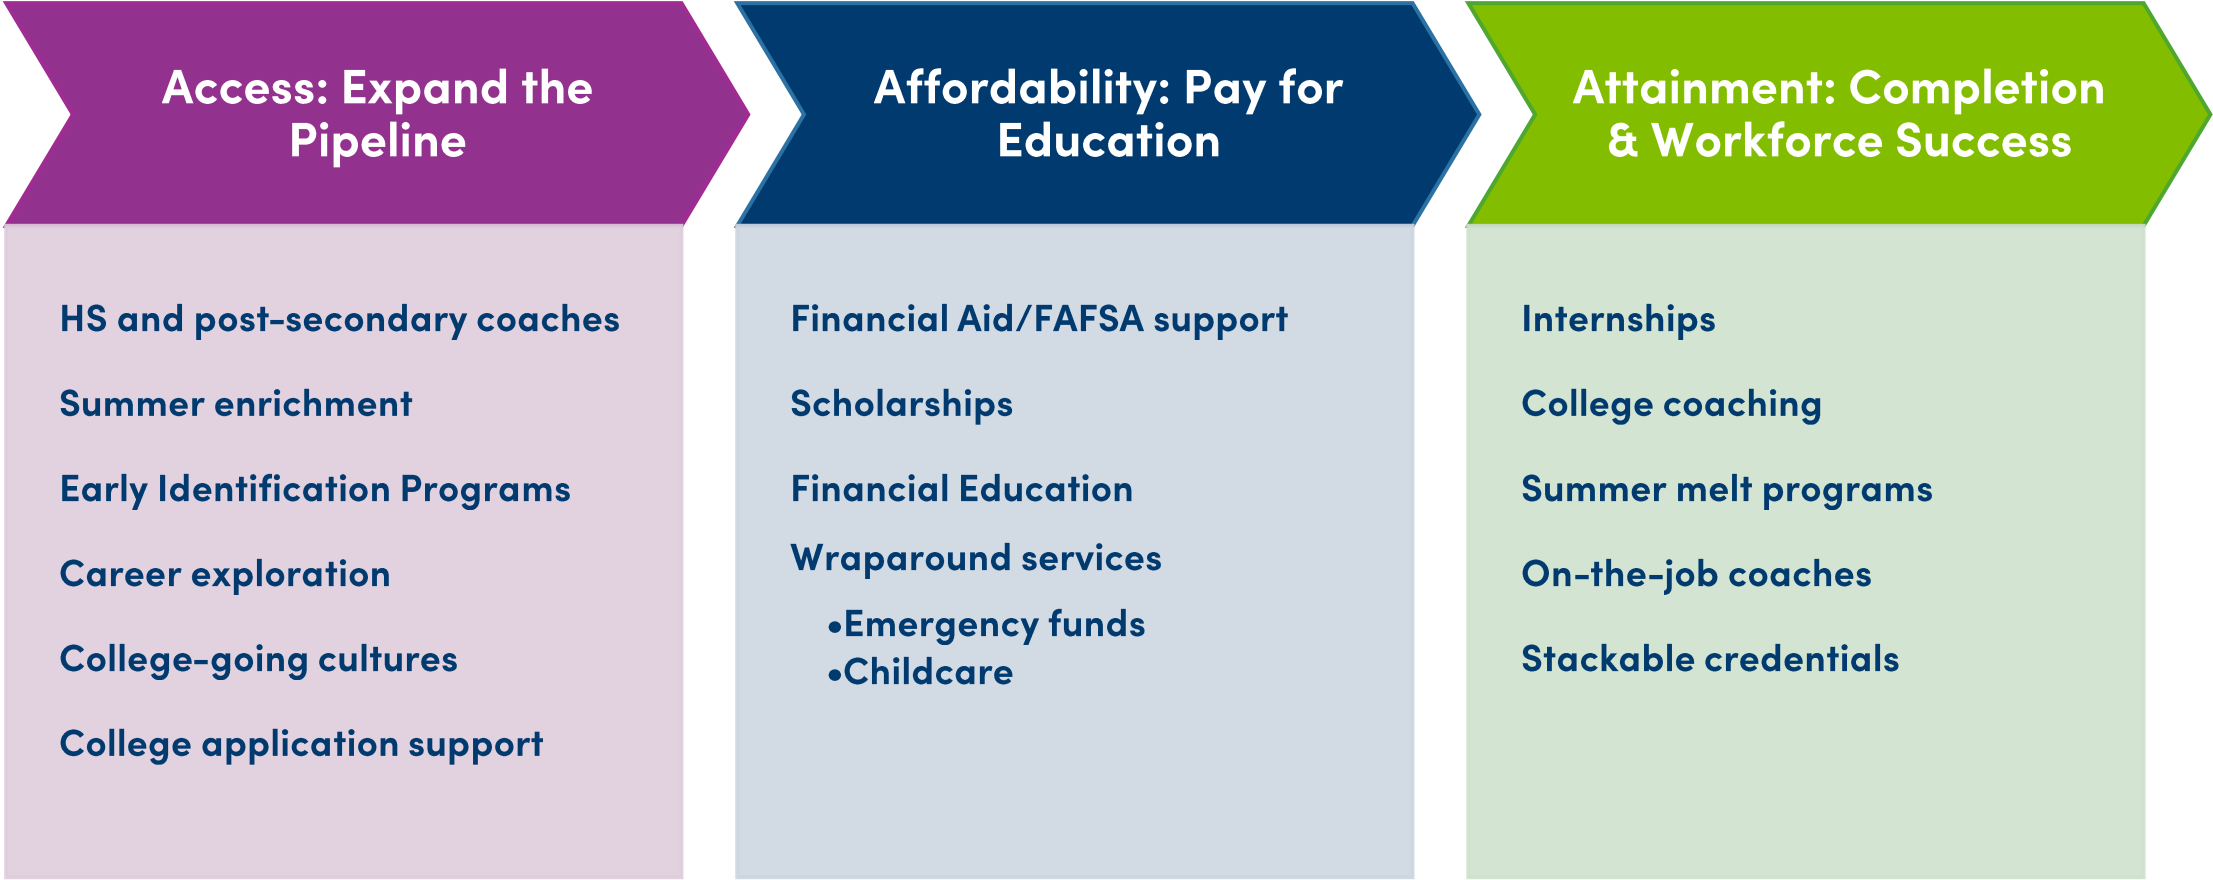 Access: Expand the
Pipeline
HS and post-secondary coaches
Summer enrichment
Early Identification Programs
Career exploration
College-going cultures
College application support
Affordability: Pay for
Education
Financial Aid/FAFSA support
Scholarships
Financial Education
Wraparound services
•Emergency funds
•Childcare
Attainment: Completion
& Workforce Success
Internships
College coaching
Summer melt programs
On-the-job coaches
Stackable credentials